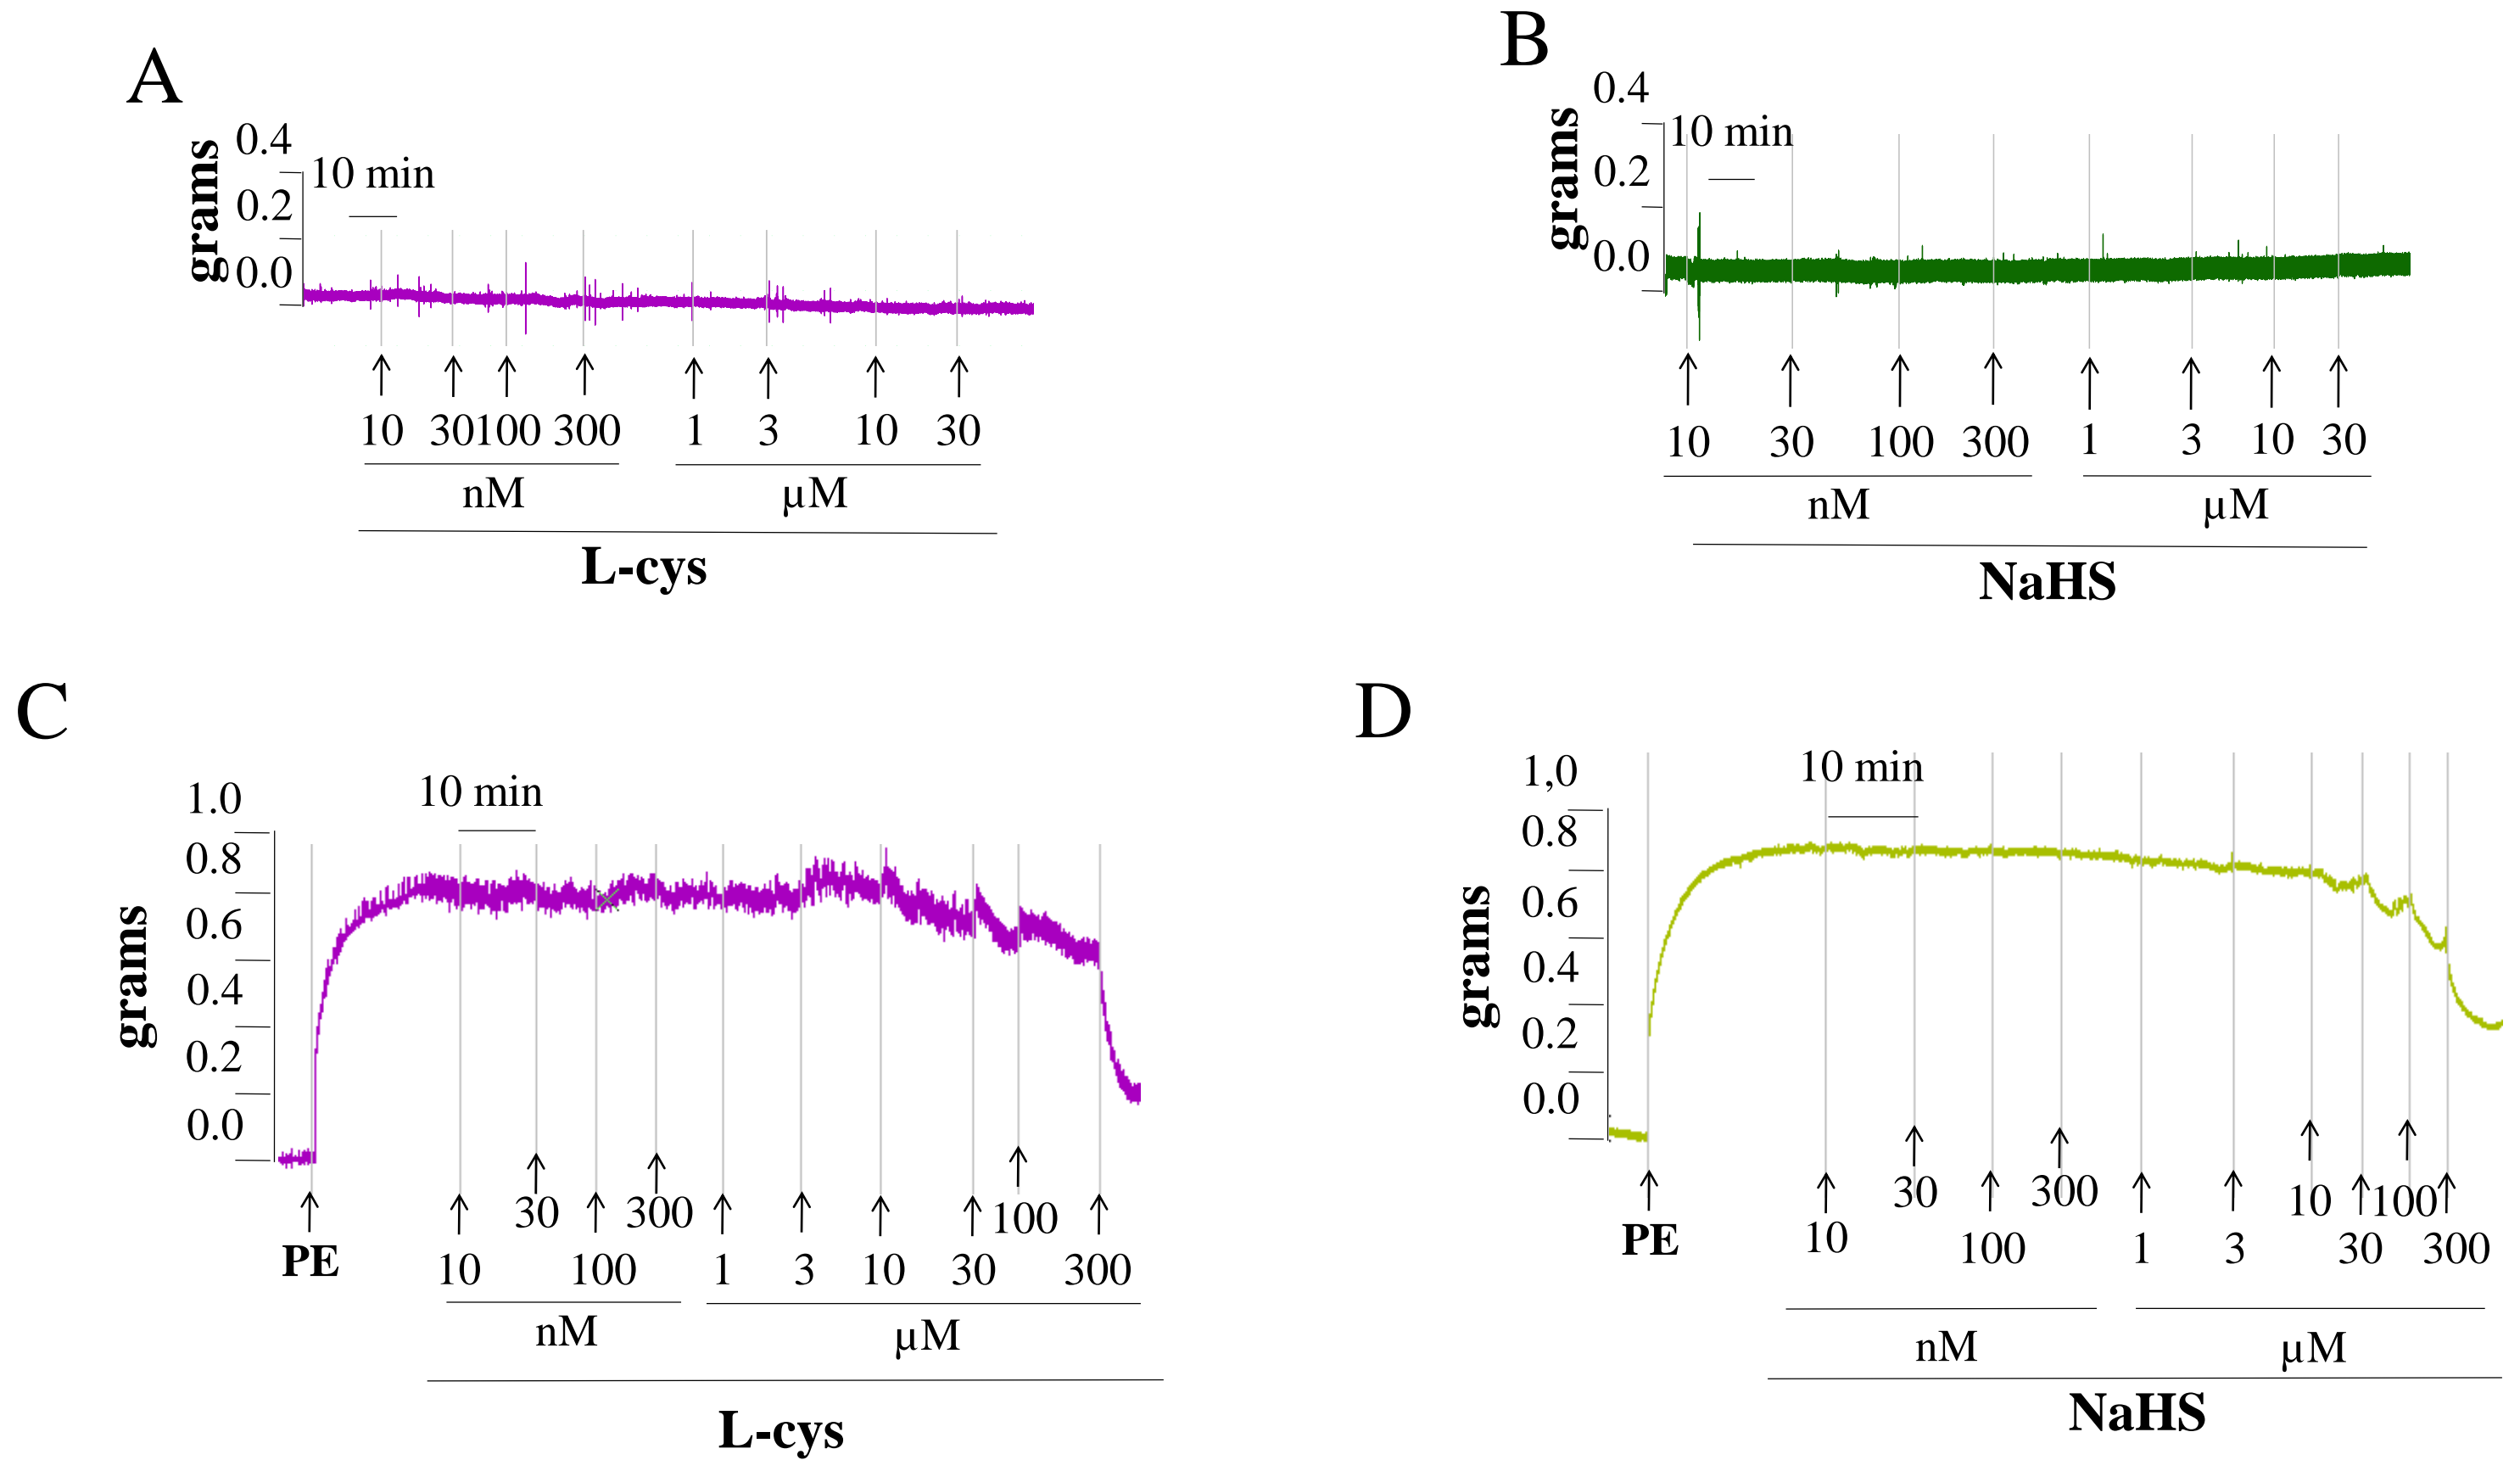 A
grams
0.4
0.2
0.0
10 min
10 30 100 300 1 3 10 30
nM µM
L-cys
B
grams
0.4
0.2
0.0
10 min
10 30 100 300 1 3 10 30
nM µM
NaHS
C
grams
1.0
0.8
0.6
0.4
0.2
0.0
10 min
30 300 100
PE 10 100 1 3 10 30 300
nM µM
L-cys
D
grams
1,0
0.8
0.6
0.4
0.2
0.0
10 min
30 300 10 100
PE 10 100 1 3 30 300
nM µM
NaHS